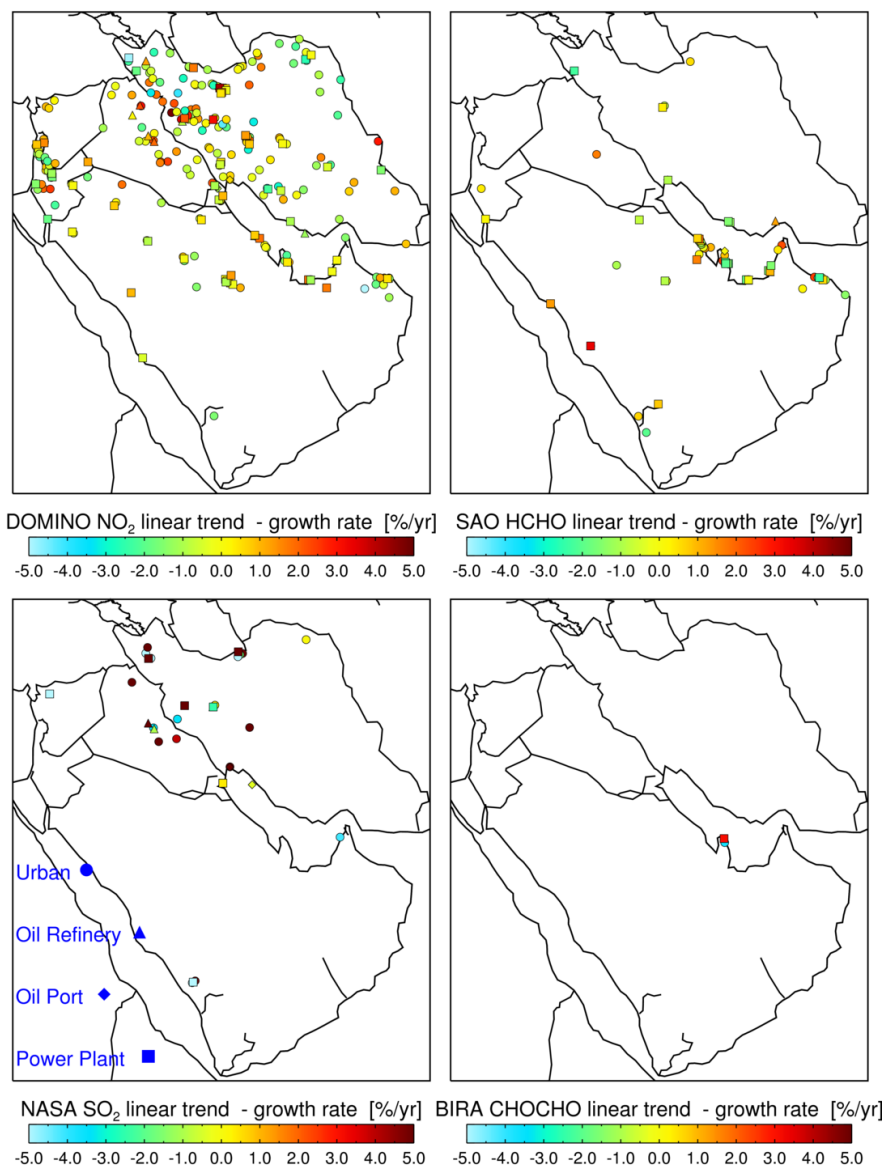 DOMINO NO2 linear trend - growth rate [%/yr]
-5.0 -4.0 -3.0 -2.0 -1.0 0.0 1.0 2.0 3.0 4.0 5.0
SAO HCHO linear trend - growth rate [%/yr]
-5.0 -4.0 -3.0 -2.0 -1.0 0.0 1.0 2.0 3.0 4.0 5.0
Urban
Oil Refinery
Oil Port
Power Plant
NASA SO2 linear trend - growth rate [%/yr]
-5.0 -4.0 -3.0 -2.0 -1.0 0.0 1.0 2.0 3.0 4.0 5.0
BIRA CHOCHO linear trend - growth rate [%/yr]
-5.0 -4.0 -3.0 -2.0 -1.0 0.0 1.0 2.0 3.0 4.0 5.0